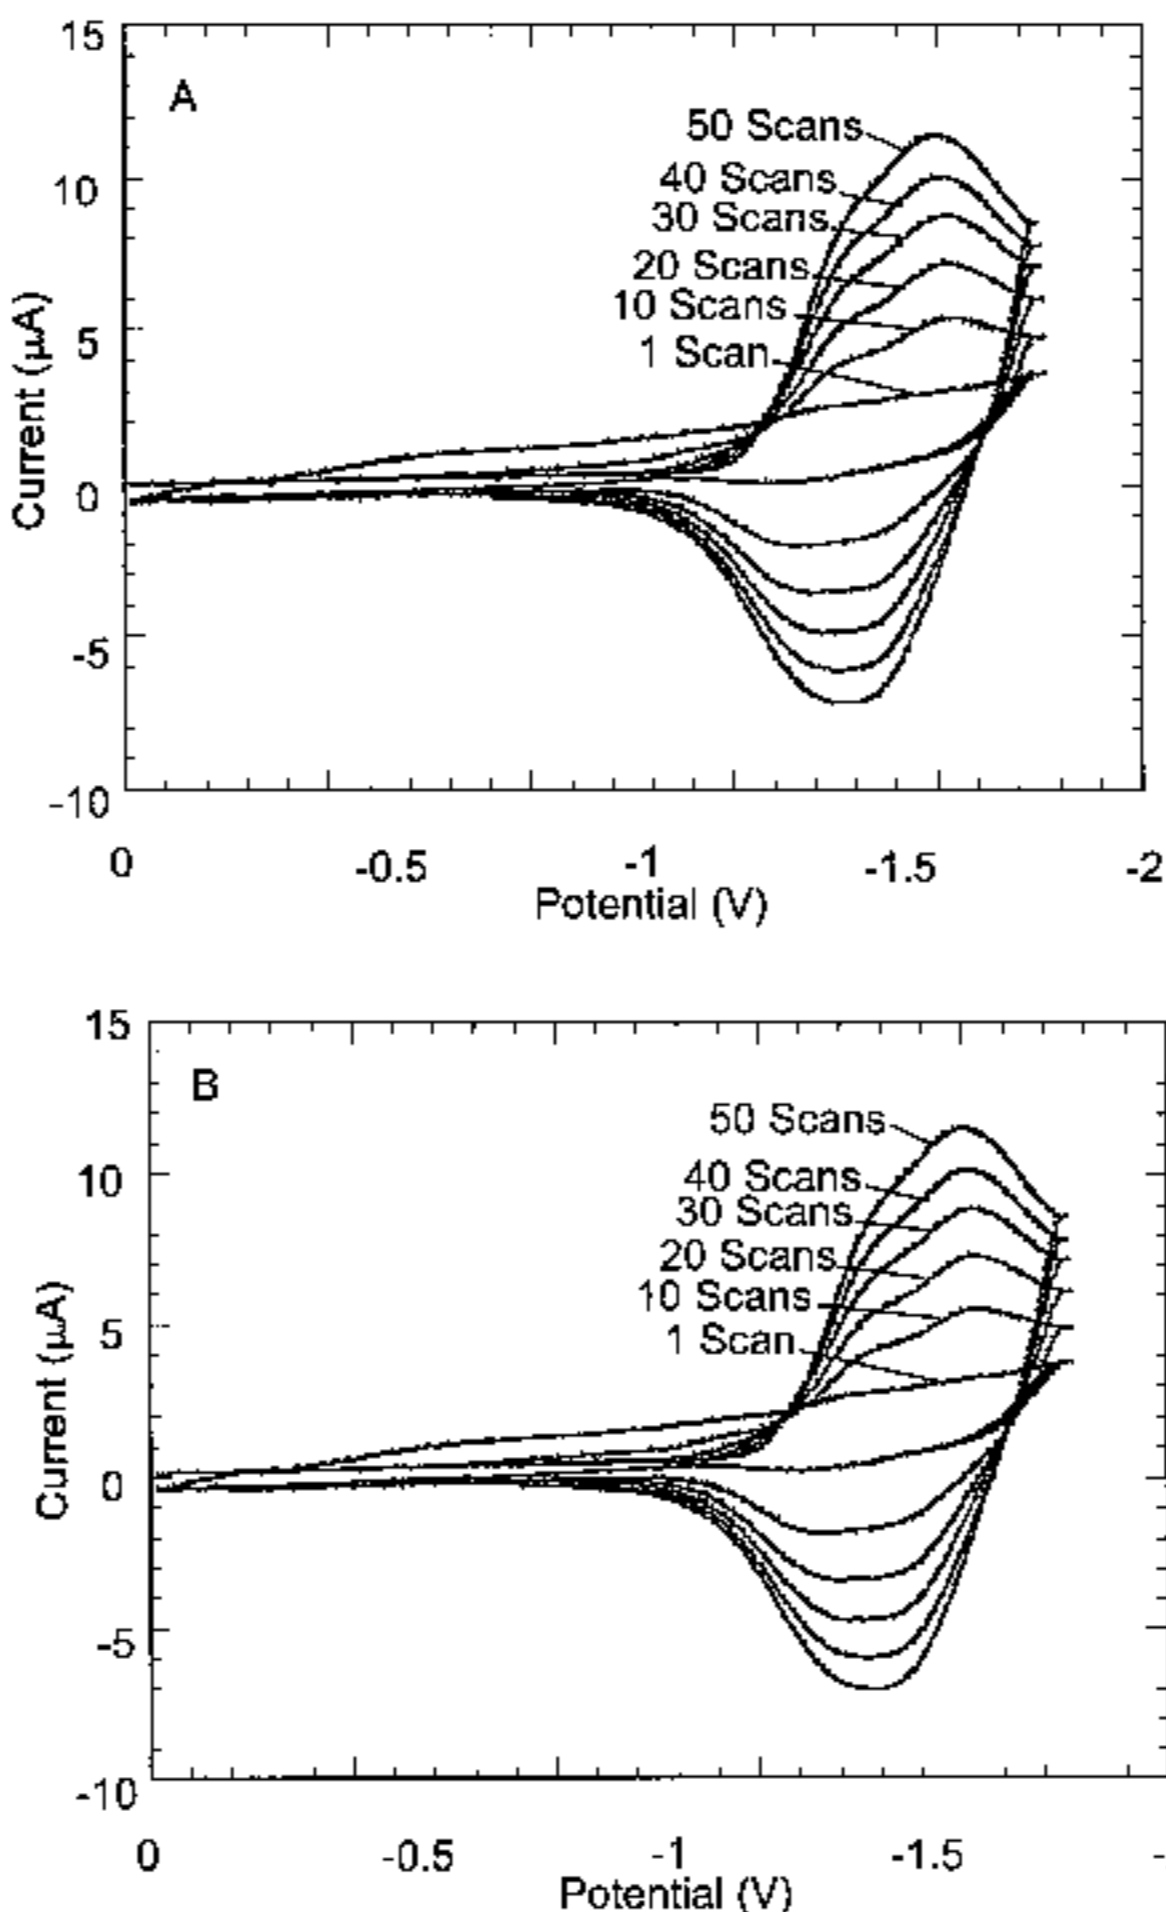 15
A
50 Scans
40 Scans
10
30 Scans
20 Scans
10 Scans
5
1 Scan
Current (µA)
0
-5
-10
0 -0.5 -1 -1.5 -2
Potential (V)
15
B
50 Scans
40 Scans
10
30 Scans
20 Scans
10 Scans
5
1 Scan
Current (µA)
0
-5
-10
0 -0.5 -1 -1.5 -
Potential (V)